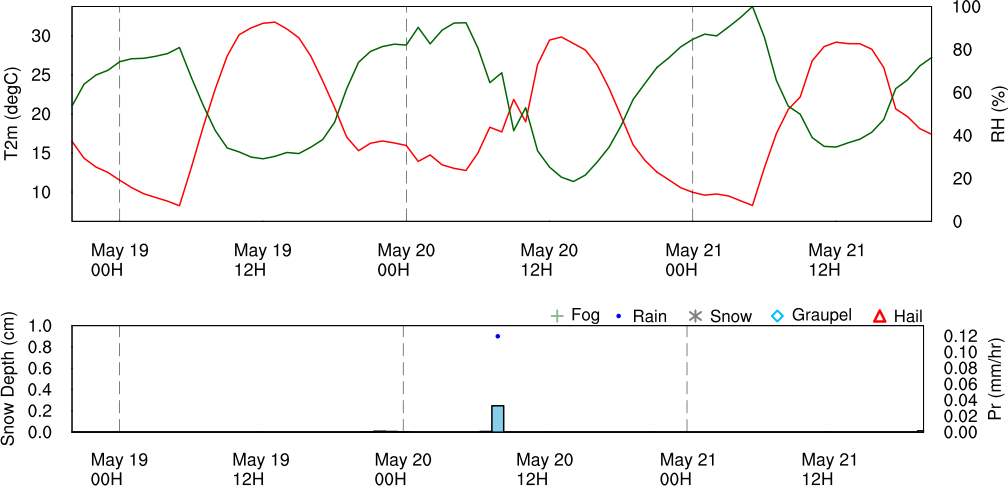 T2m (degC)
30
25
20
15
10
100
80
60
40
20
0
RH (%)
May 19 May 19 May 20 May 20 May 21 May 21
00H 12H 00H 12H 00H 12H
Fog Rain Snow Graupel Hail
Snow Depth (cm)
1.0
0.8
0.6
0.4
0.2
0.0
0.12
0.10
0.08
0.06
0.04
0.02
0.00
Pr (mm/hr)
May 19 May 19 May 20 May 20 May 21 May 21
00H 12H 00H 12H 00H 12H